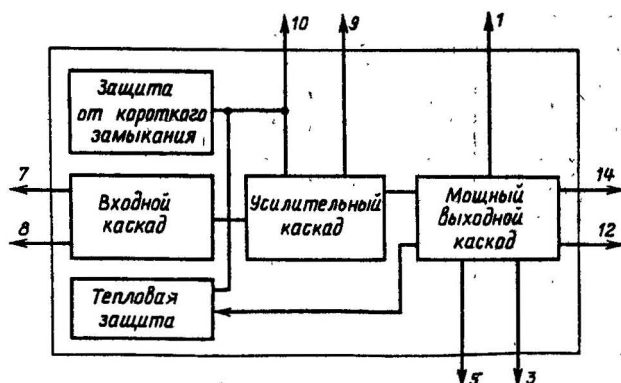 10
9
1
Защита
от короткого
замыкания
7
Входной
каскад
8
Усилительный
каскад
Мощный
выходной
каскад
14
12
Тепловая
защита
5
3